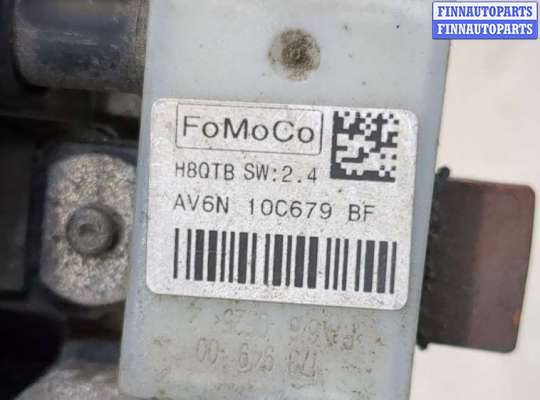 FINNAUTOPARTS
FINNAUTOPARTS
FoMoCo
H8QTB SW:2.4
AV6N 10C679 BF